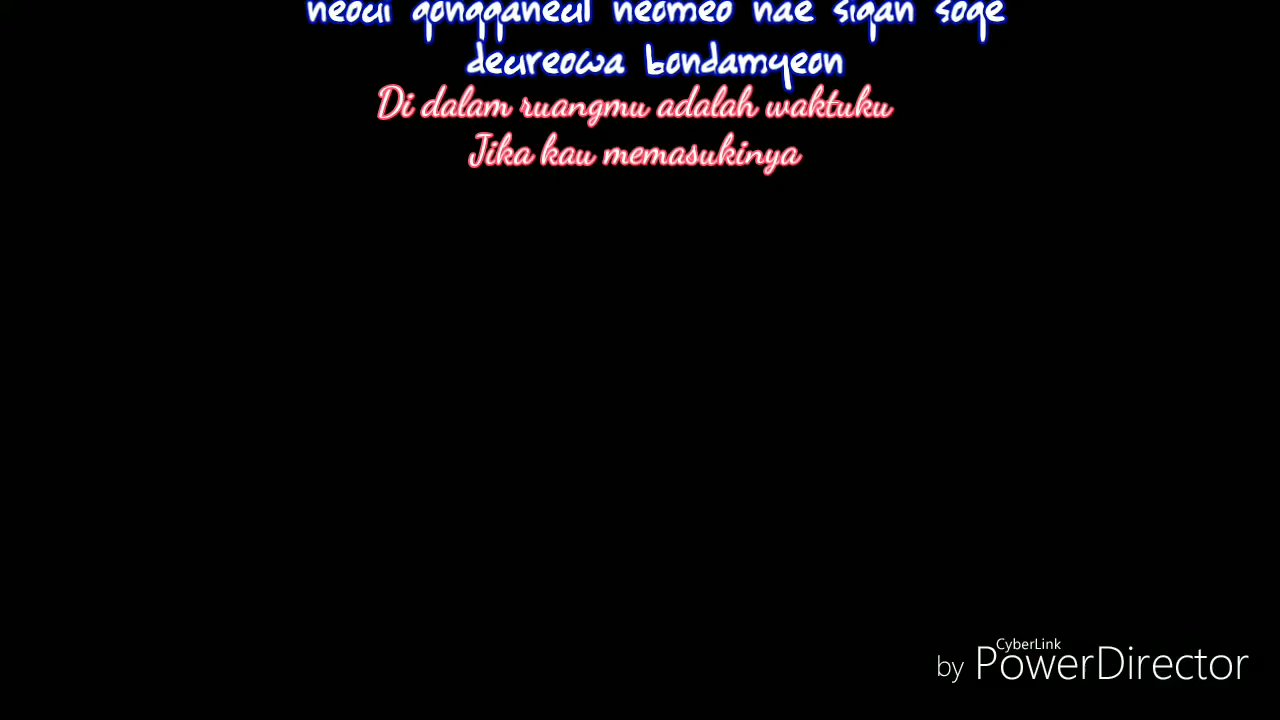 neoui gongganeul neomeo nae sigan soge
deureowa bondamyeon
Di dalam ruangmu adalah waktuku
Jika kau memasukinya
CyberLink
by PowerDirector